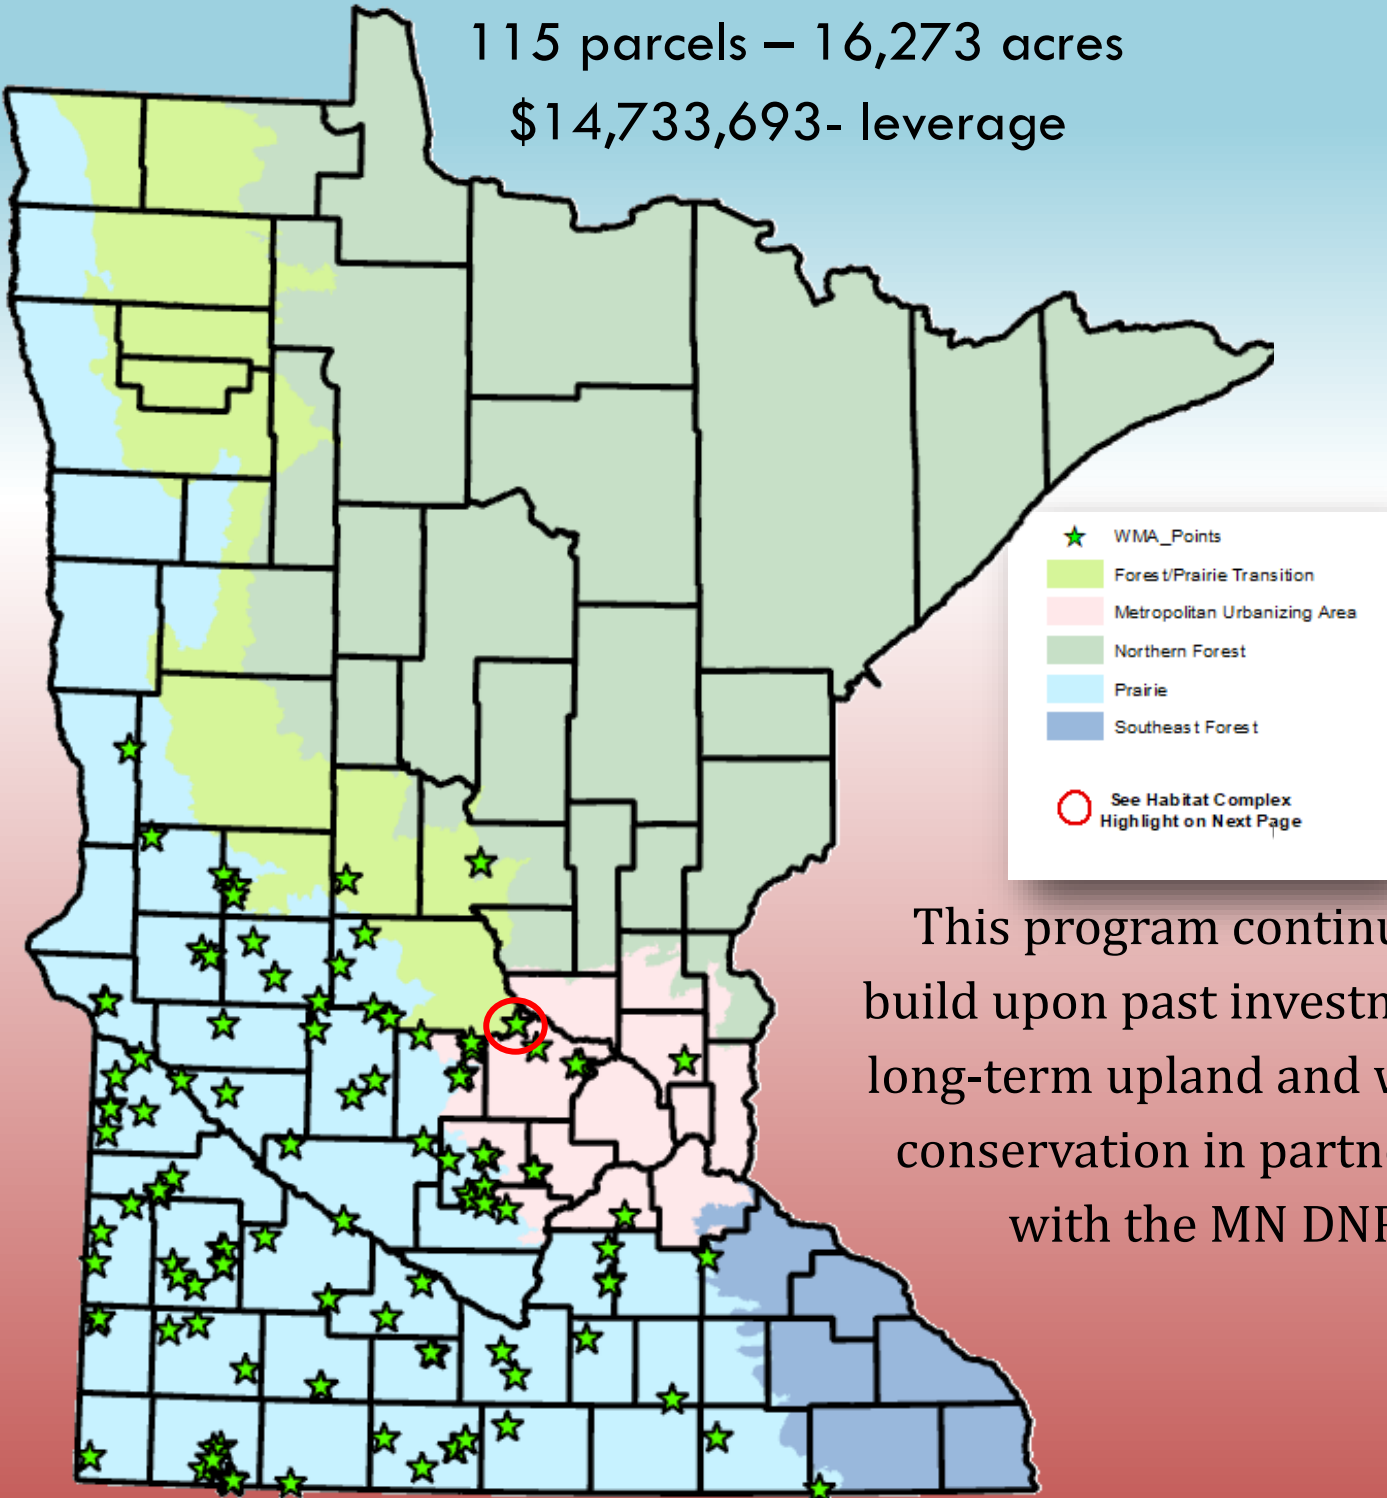 115 parcels – 16,273 acres
$14,733,693- leverage
WMA_Points
Forest/Prairie Transition
Metropolitan Urbanizing Area
Northern Forest
Prairie
Southeast Forest
See Habitat Complex
Highlight on Next Page
This program continu
build upon past investm
long-term upland and w
conservation in partn
with the MN DNR